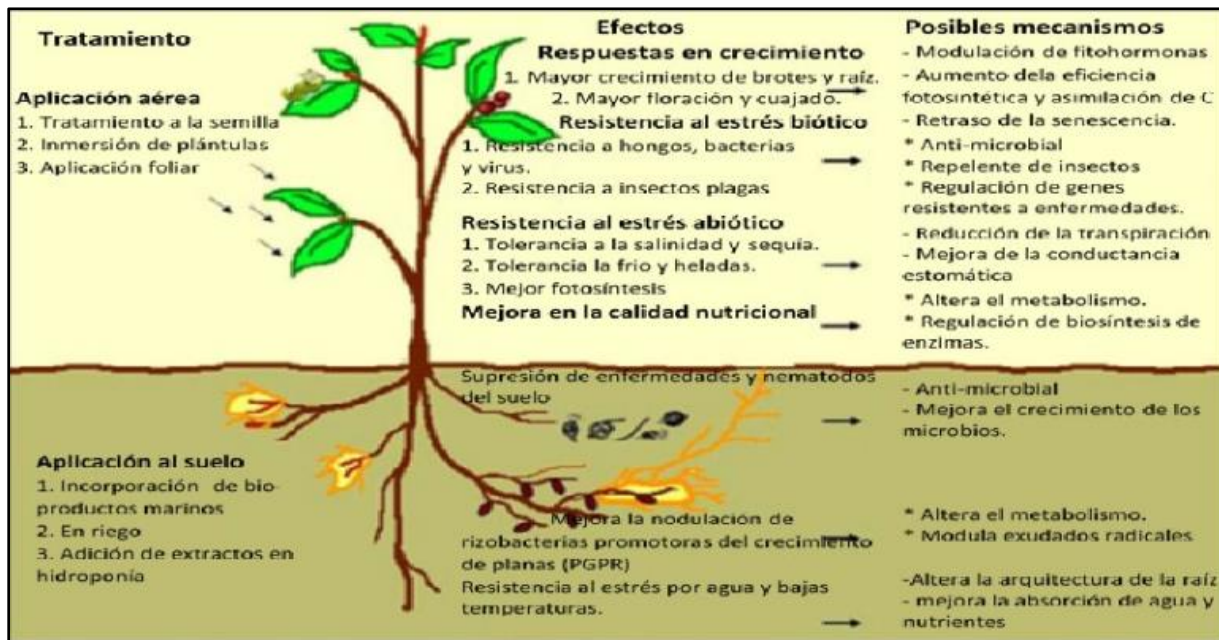 Tratamiento
Aplicación aérea
1. Tratamiento a la semilla
2. Inmersión de plántulas
3. Aplicación foliar
Aplicación al suelo
1. Incorporación de bio-
productos marinos
2. En riego
3. Adición de extractos en
hidroponía
Efectos
Respuestas en crecimiento
1. Mayor crecimiento de brotes y raíz.
2. Mayor floración y cuajado.
Resistencia al estrés biótico
1. Resistencia a hongos, bacterias
y virus.
2. Resistencia a insectos plagas
Resistencia al estrés abiótico
1. Tolerancia a la salinidad y sequía.
2. Tolerancia la frio y heladas.
3. Mejor fotosíntesis
Mejora en la calidad nutricional
Supresión de enfermedades y nematodos
del suelo
Mejora la nodulación de
rizobacterias promotoras del crecimiento
de planas (PGPR)
Resistencia al estrés por agua y bajas
temperaturas.
Posibles mecanismos
- Modulación de fitohormonas
- Aumento dela eficiencia
fotosintética y asimilación de C
- Retraso de la senescencia.
* Anti-microbial
* Repelente de insectos
* Regulación de genes
resistentes a enfermedades.
- Reducción de la transpiración
- Mejora de la conductancia
estomática
* Altera el metabolismo.
* Regulación de biosíntesis de
enzimas.
- Anti-microbial
- Mejora el crecimiento de los
microbios.
* Altera el metabolismo.
* Modula exudados radicales
-Altera la arquitectura de la raíz
- mejora la absorción de agua y
nutrientes